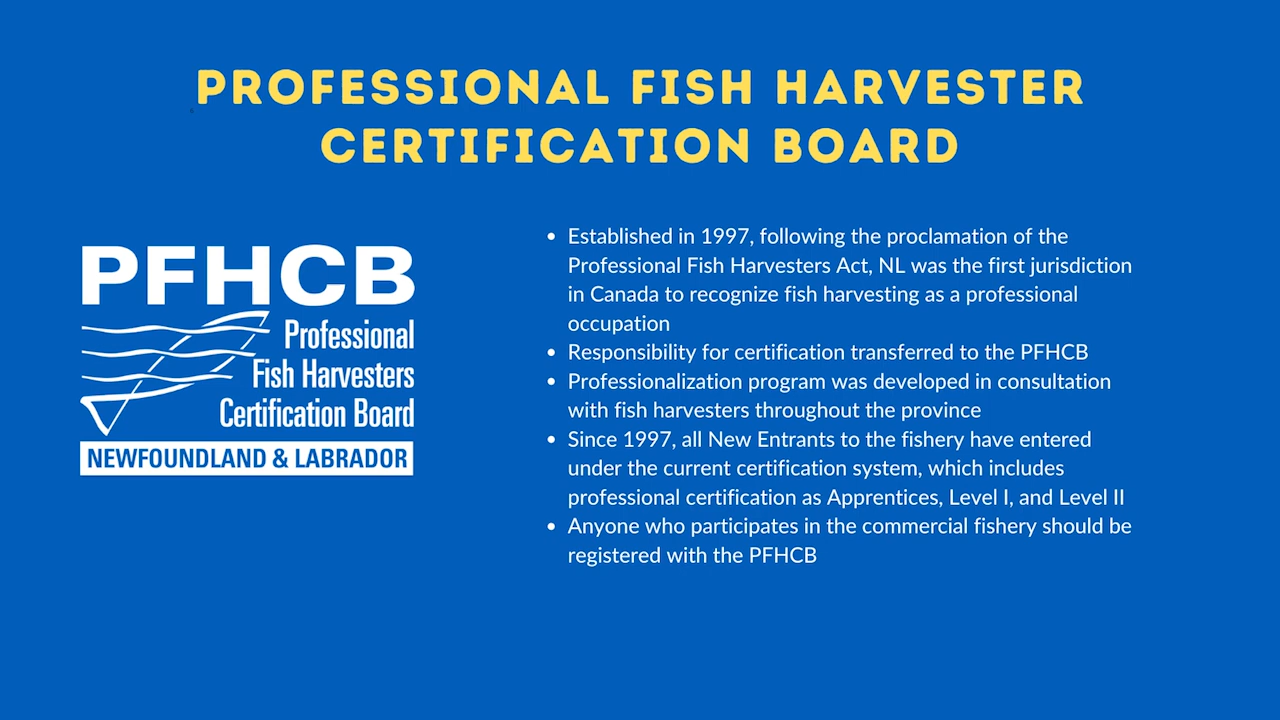 PROFESSIONAL FISH HARVESTER
CERTIFICATION BOARD
PFHCB
Professional
Fish Harvesters
Certification Board
NEWFOUNDLAND & LABRADOR
• Established in 1997, following the proclamation of the
Professional Fish Harvesters Act, NL was the first jurisdiction
in Canada to recognize fish harvesting as a professional
occupation
• Responsibility for certification transferred to the PFHCB
• Professionalization program was developed in consultation
with fish harvesters throughout the province
• Since 1997, all New Entrants to the fishery have entered
under the current certification system, which includes
professional certification as Apprentices, Level I, and Level II
• Anyone who participates in the commercial fishery should be
registered with the PFHCB